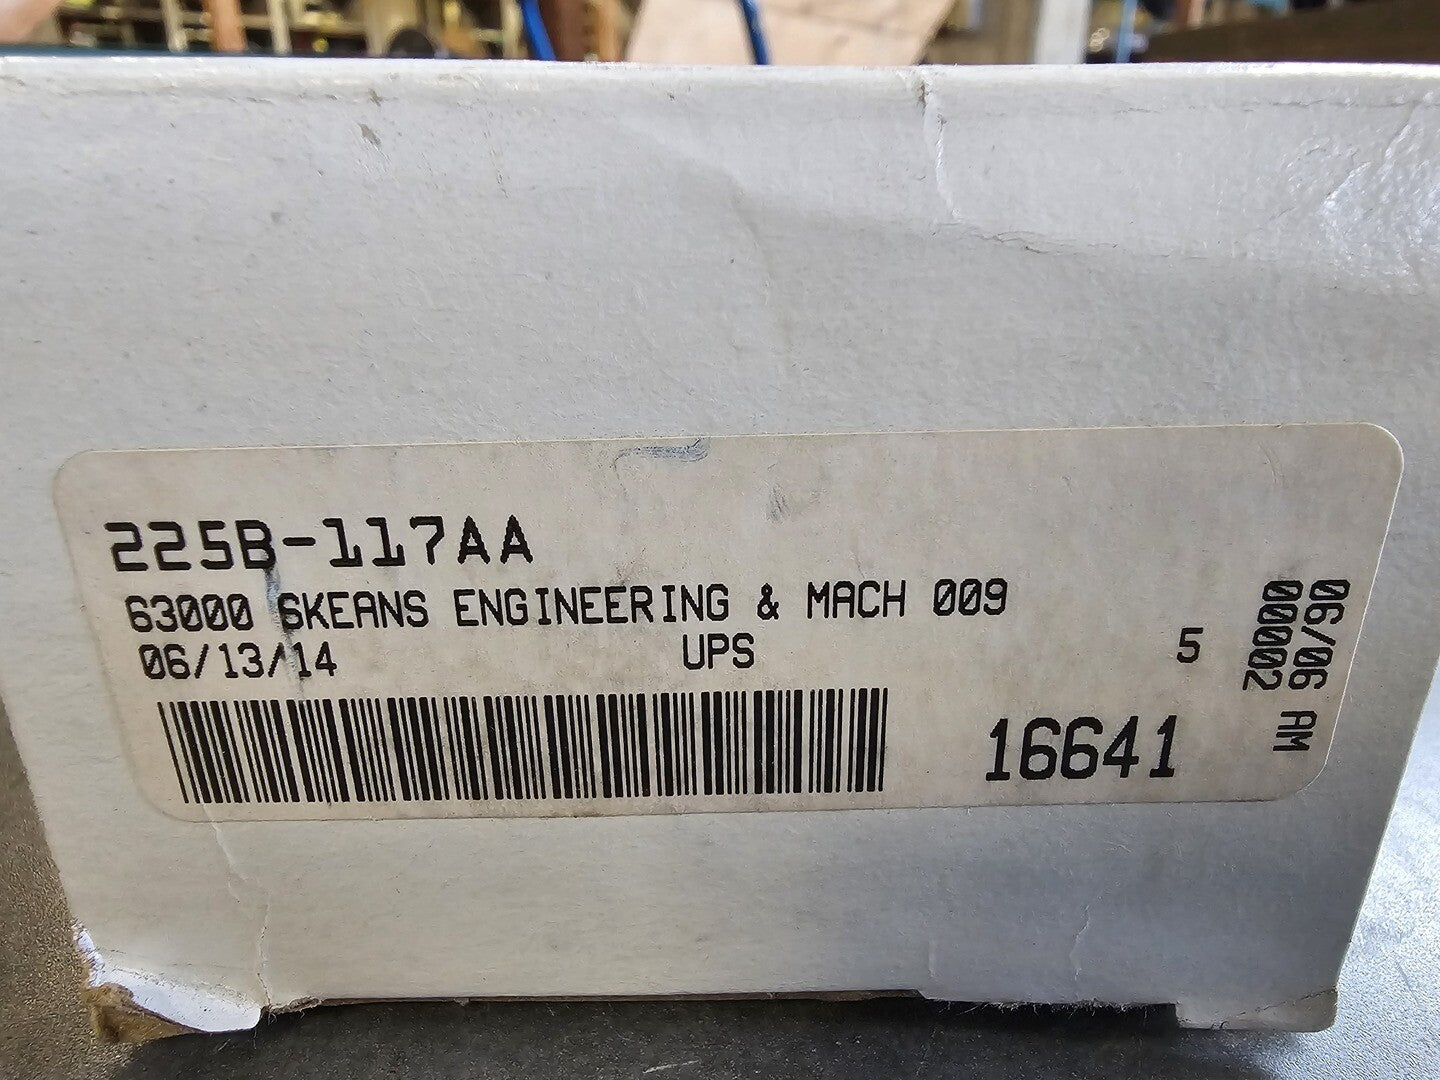 225B-117AA
63000 SKEANS ENGINEERING & MACH 009
06/13/14 UPS 5
16641
06/06 AM
00002